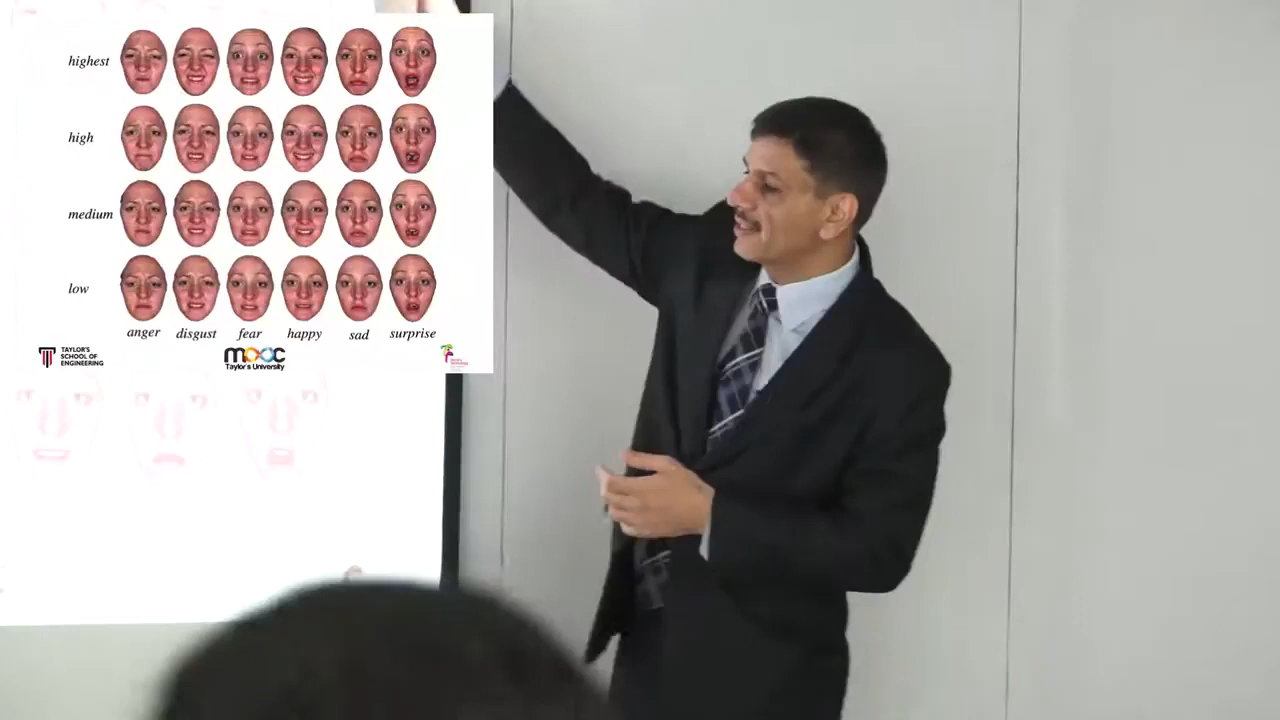 highest
high
medium
low
anger disgust fear happy sad surprise
TAYLOR'S
SCHOOL OF
ENGINEERING
mooc
Taylor's University